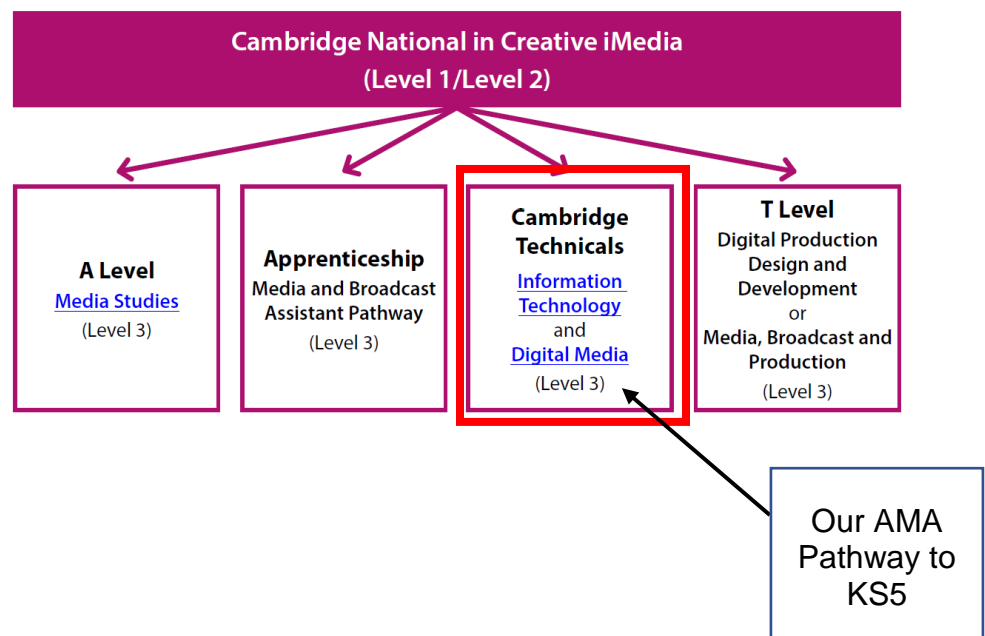 Cambridge National in Creative iMedia
(Level 1/Level 2)
A Level
Media Studies
(Level 3)
Apprenticeship
Media and Broadcast
Assistant Pathway
(Level 3)
Cambridge
Technicals
Information
Technology
and
Digital Media
(Level 3)
T Level
Digital Production
Design and
Development
or
Media, Broadcast and
Production
(Level 3)
Our AMA
Pathway to
KS5